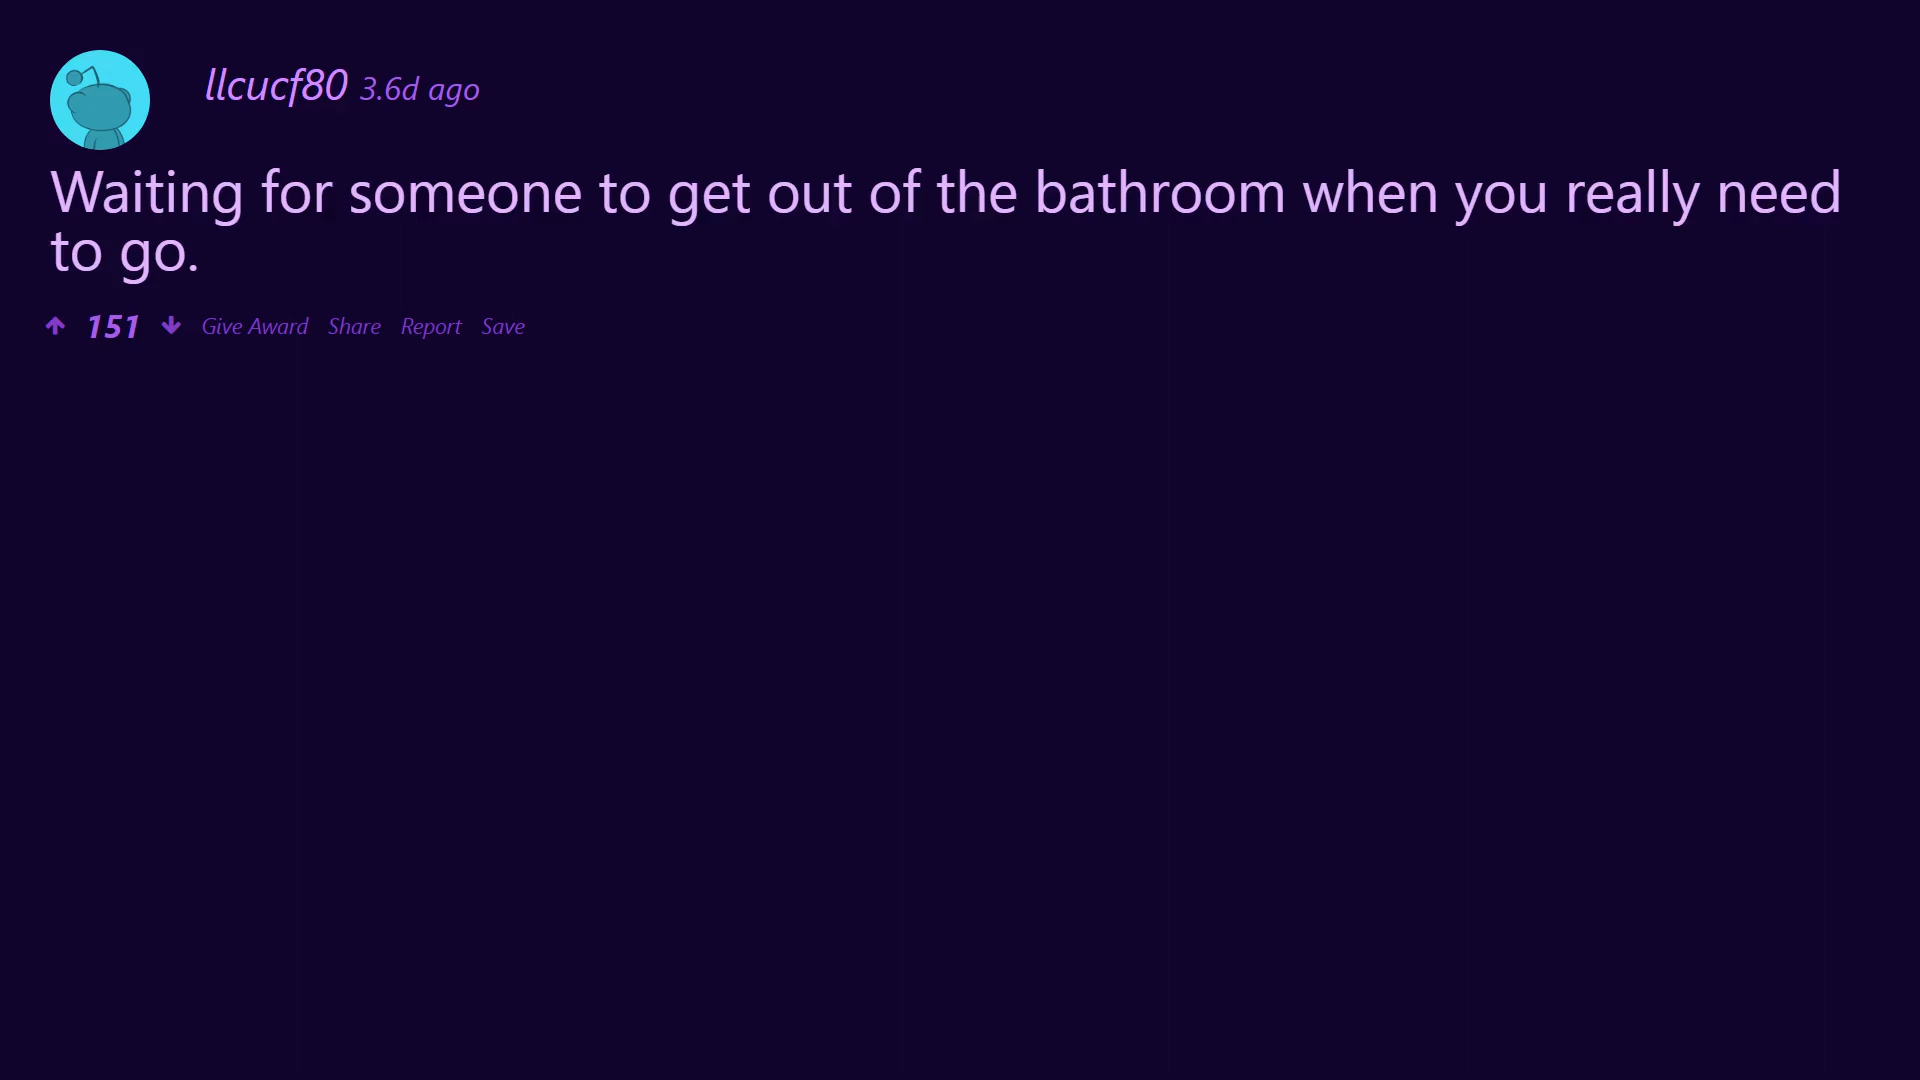 llcucf80 3.6d ago
Waiting for someone to get out of the bathroom when you really need
to go.
151 Give Award Share Report Save